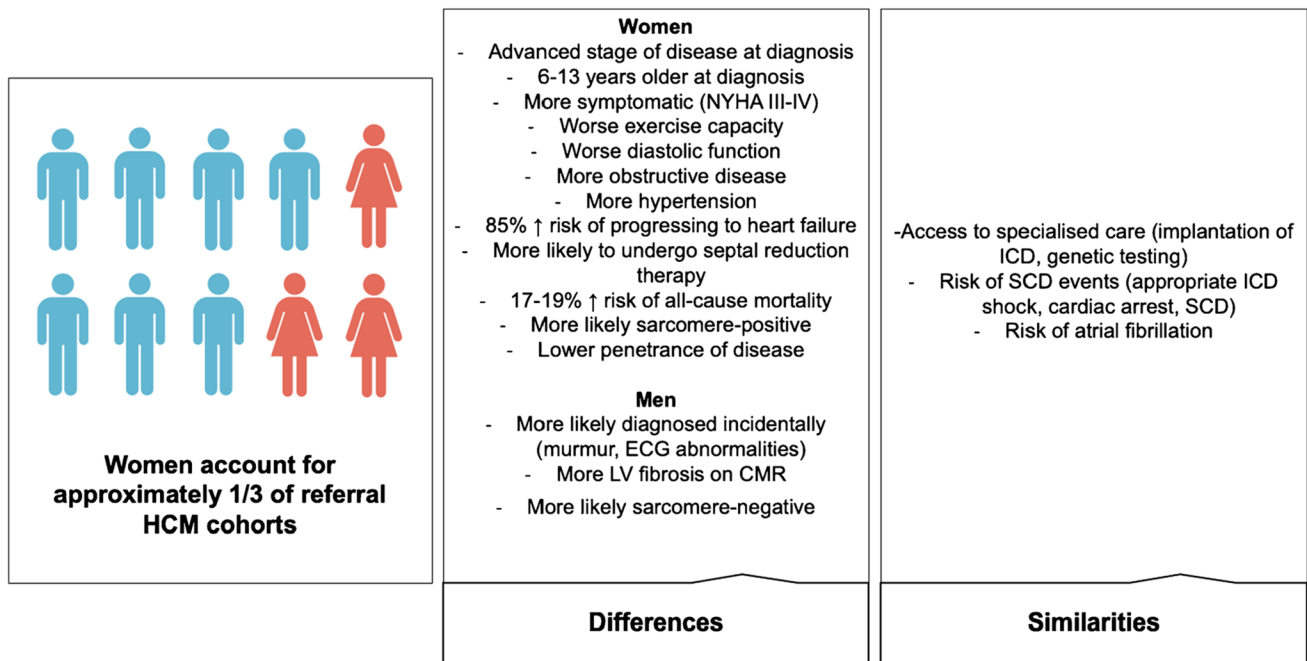 Women account for
approximately 1/3 of referral
HCM cohorts
Women
- Advanced stage of disease at diagnosis
- 6-13 years older at diagnosis
- More symptomatic (NYHA III-IV)
- Worse exercise capacity
- Worse diastolic function
- More obstructive disease
- More hypertension
- 85% ↑ risk of progressing to heart failure
- More likely to undergo septal reduction
therapy
- 17-19% ↑ risk of all-cause mortality
- More likely sarcomere-positive
- Lower penetrance of disease
Men
- More likely diagnosed incidentally
(murmur, ECG abnormalities)
- More LV fibrosis on CMR
- More likely sarcomere-negative
Differences
-Access to specialised care (implantation of
ICD, genetic testing)
- Risk of SCD events (appropriate ICD
shock, cardiac arrest, SCD)
- Risk of atrial fibrillation
Similarities